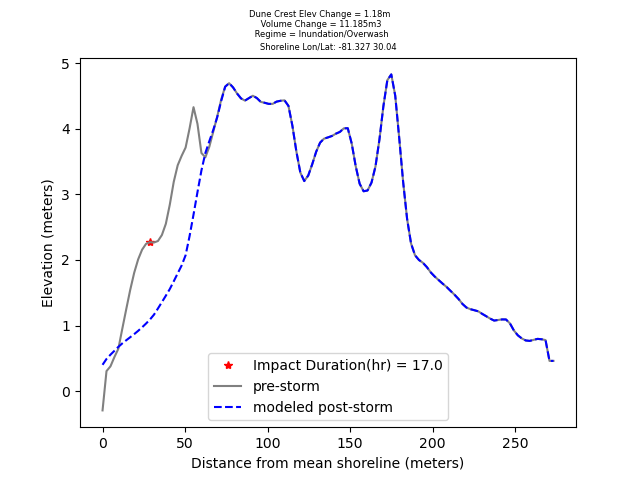 Dune Crest Elev Change = 1.18m
Volume Change = 11.185m3
Regime = Inundation/Overwash
Shoreline Lon/Lat: -81.327 30.04
5
4
3
2
1
0
Elevation (meters)
Impact Duration(hr) = 17.0
pre-storm
modeled post-storm
0 50 100 150 200 250
Distance from mean shoreline (meters)